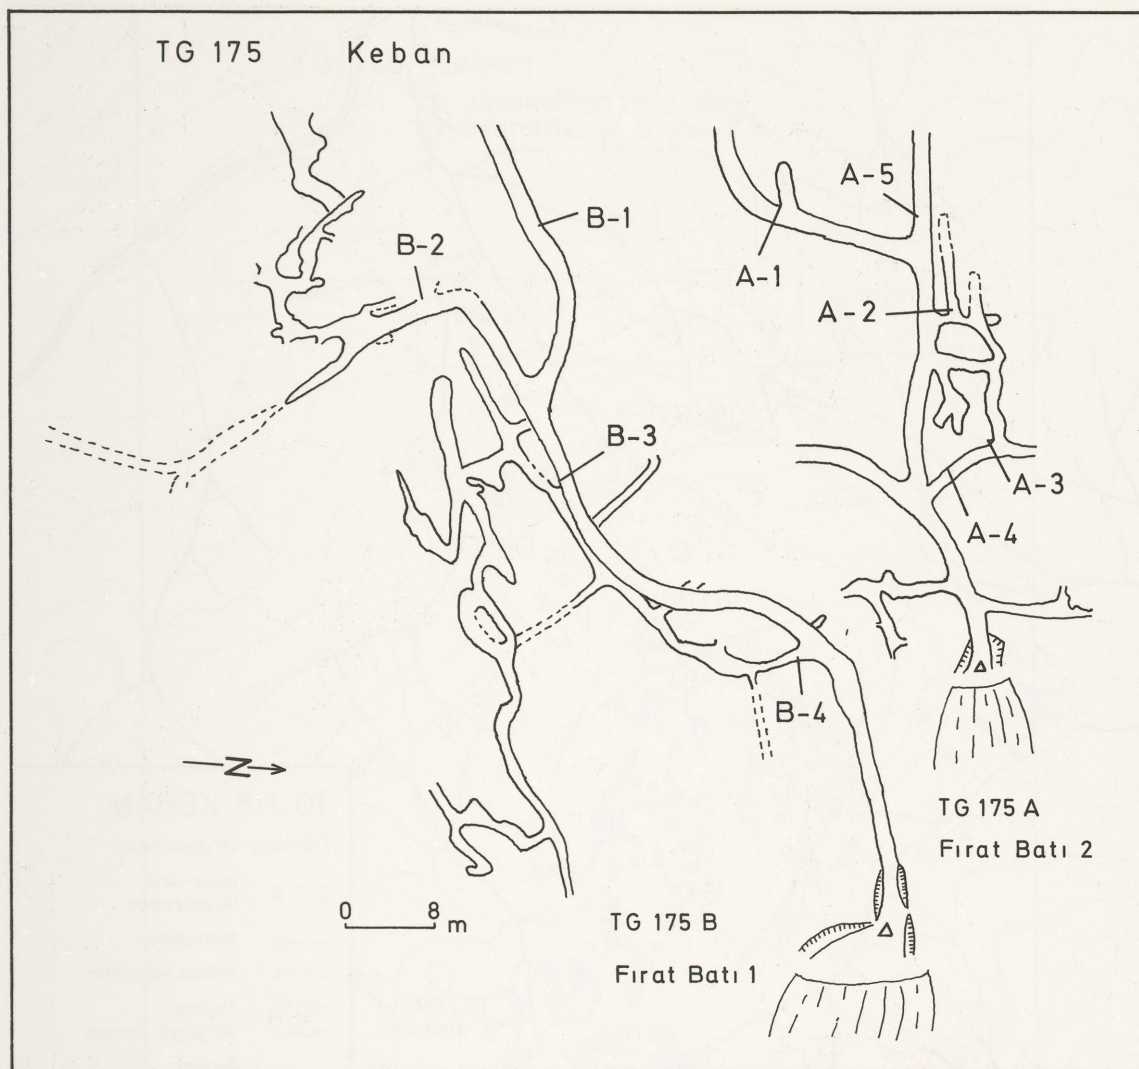 TG 175 Keban
A-5
B-1
B-2
A-1
A-2
B-3
A-3
A-4
B-4
N
TG 175 A
Fırat Batı 2
0 8 m
TG 175 B
Fırat Batı 1